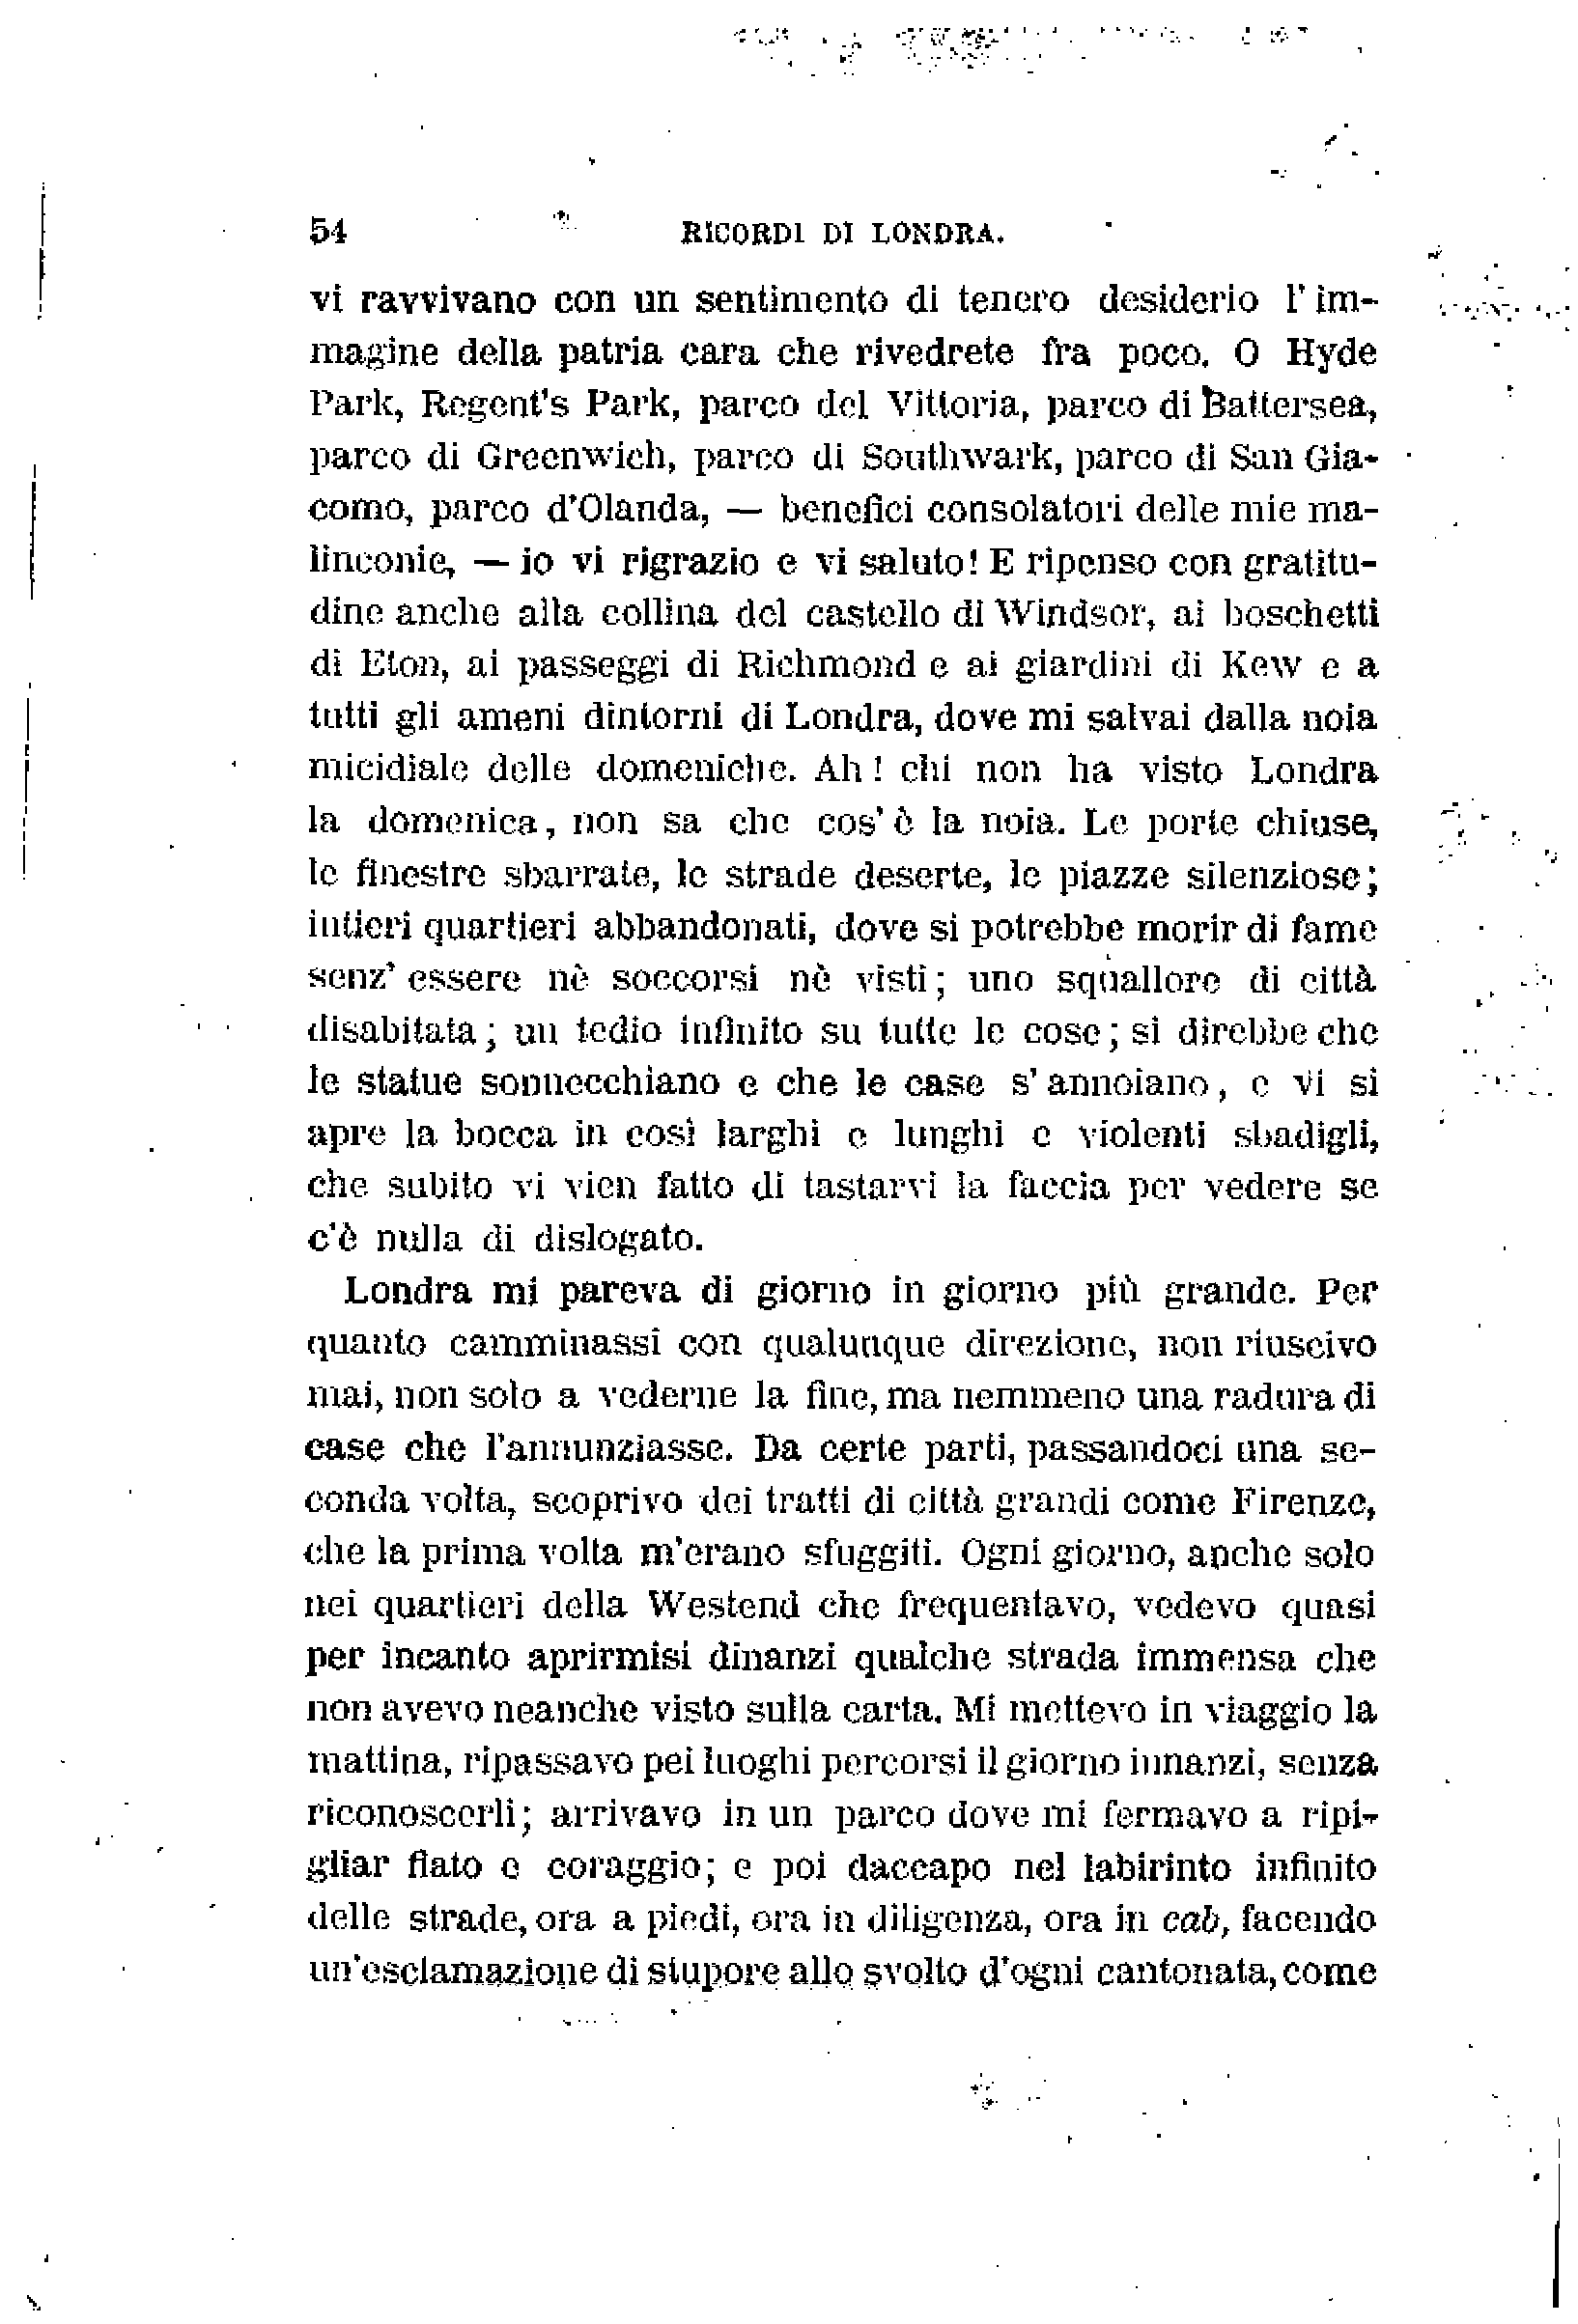 54 RICORDI DI LONDRA.
vi ravvivano con un sentimento di tenero desiderio l'im-
magine della patria cara che rivedrete fra poco. O Hyde
Park, Regent's Park, parco del Vittoria, parco di Battersea,
parco di Greenwich, parco di Southwark, parco di San Gia-
como, parco d'Olanda, — benefici consolatori delle mie ma-
linconie, — io vi rigrazio e vi saluto! E ripenso con gratitu-
dine anche alla collina del castello di Windsor, ai boschetti
di Eton, ai passeggi di Richmond e ai giardini di Kew e a
tutti gli ameni dintorni di Londra, dove mi salvai dalla noia
micidiale delle domeniche. Ah! chi non ha visto Londra
la domenica, non sa che cos'è la noia. Le porte chiuse,
le finestre sbarrate, le strade deserte, le piazze silenziose;
intieri quartieri abbandonati, dove si potrebbe morir di fame
senz'essere nè soccorsi nè visti; uno squallore di città
disabitata; un tedio infinito su tutte le cose; si direbbe che
le statue sonnecchiano e che le case s'annoiano, e vi si
apre la bocca in così larghi e lunghi e violenti sbadigli,
che subito vi vien fatto di tastarvi la faccia per vedere se
c'è nulla di dislogato.
Londra mi pareva di giorno in giorno più grande. Per
quanto camminassi con qualunque direzione, non riuscivo
mai, non solo a vederne la fine, ma nemmeno una radura di
case che l'annunziasse. Da certe parti, passandoci una se-
conda volta, scoprivo dei tratti di città grandi come Firenze,
che la prima volta m'erano sfuggiti. Ogni giorno, anche solo
nei quartieri della Westend che frequentavo, vedevo quasi
per incanto aprirmisi dinanzi qualche strada immensa che
non avevo neanche visto sulla carta. Mi mettevo in viaggio la
mattina, ripassavo pei luoghi percorsi il giorno innanzi, senza
riconoscerli; arrivavo in un parco dove mi fermavo a ripi-
gliar fiato e coraggio; e poi daccapo nel labirinto infinito
delle strade, ora a piedi, ora in diligenza, ora in cab, facendo
un'esclamazione di stupore allo svolto d'ogni cantonata, come